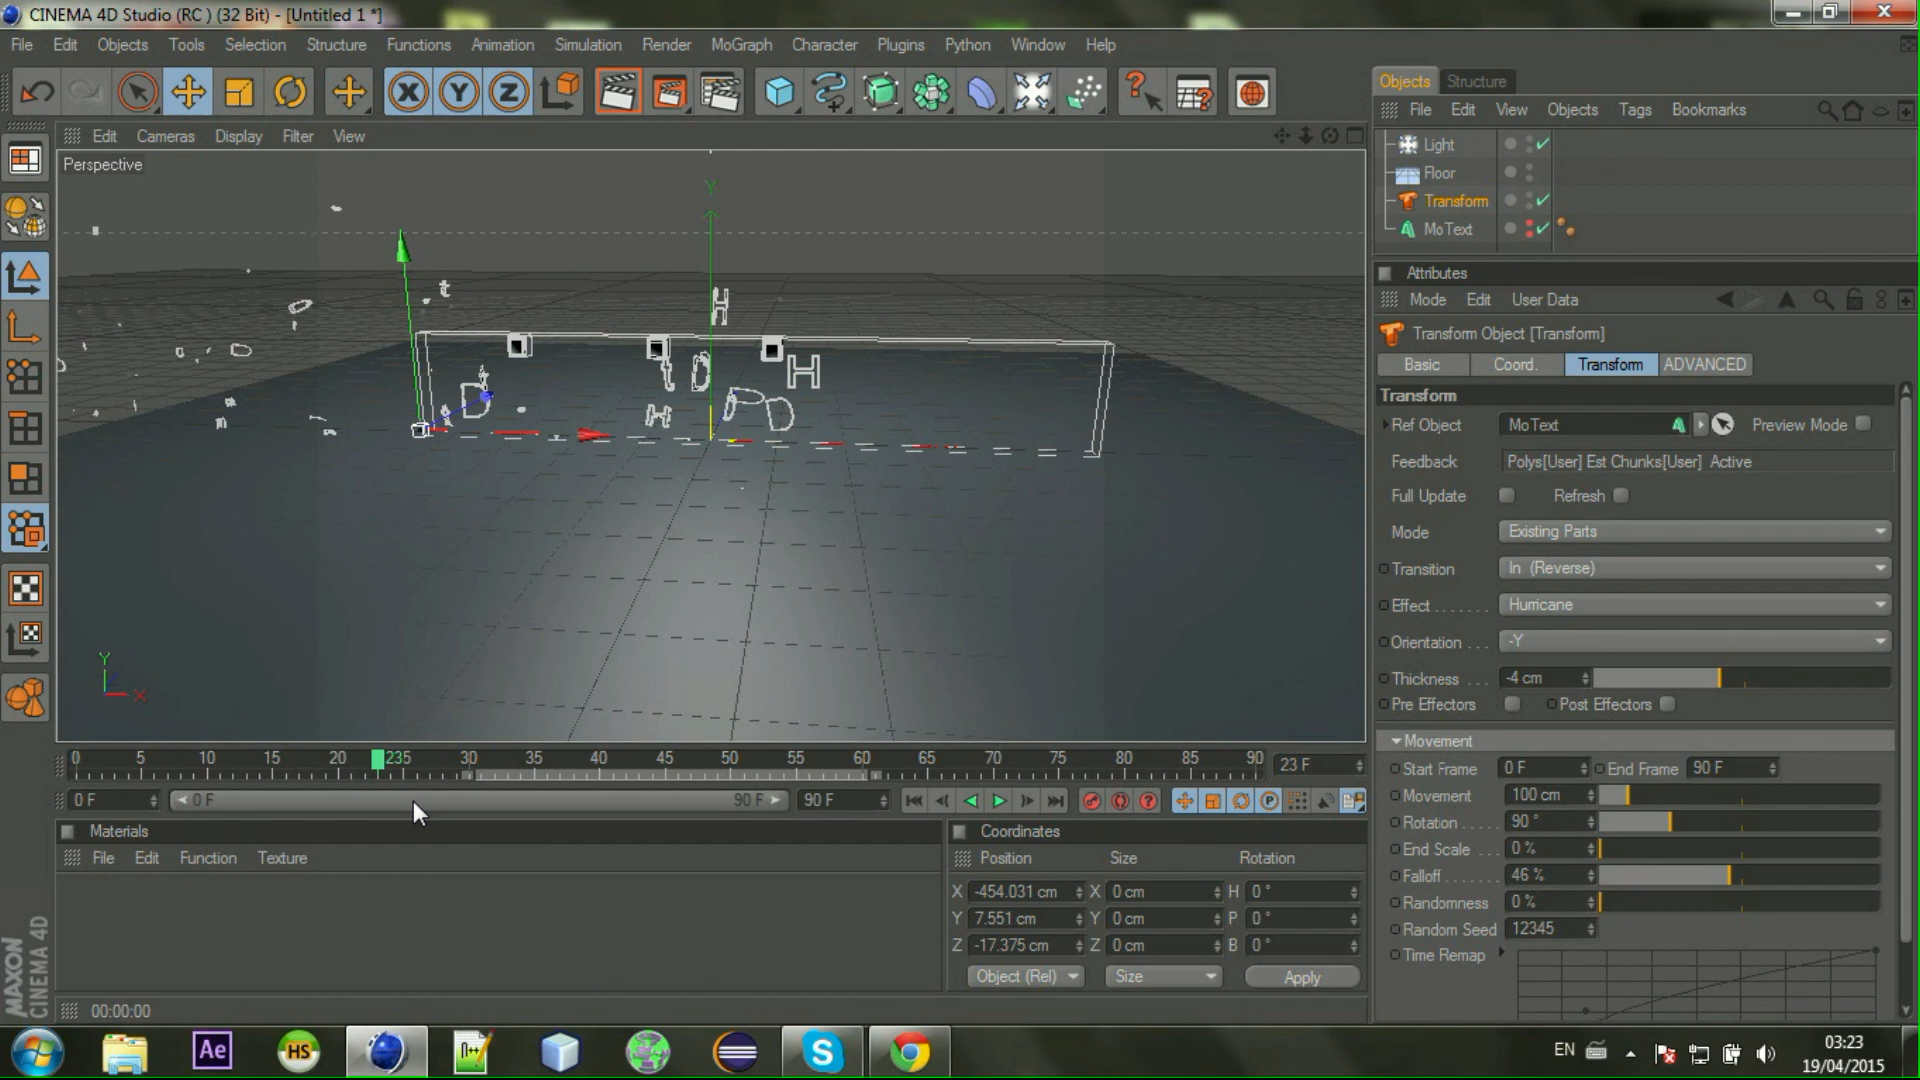 CINEMA 4D Studio (RC ) (32 Bit) - [Untitled 1 *]
File Edit Objects Tools Selection Structure Functions Animation Simulation Render MoGraph Character Plugins Python Window Help
X Y Z
Objects Structure
File Edit View Objects Tags Bookmarks
Edit Cameras Display Filter View
Perspective
Light
Floor
Transform
MoText
Attributes
Mode Edit User Data
Transform Object [Transform]
Basic Coord. Transform ADVANCED
Transform
Ref Object MoText Preview Mode
Feedback Polys[User] Est Chunks[User] Active
Full Update Refresh
Mode Existing Parts
Transition In (Reverse)
Effect . . . . . . . Hurricane
Orientation . . . -Y
Thickness . . . -4 cm
Pre Effectors Post Effectors
Movement
Start Frame 0 F End Frame 90 F
Movement 100 cm
Rotation . . . . . 90 °
End Scale . . . 0 %
Falloff . . . . . . . 46 %
Randomness 0 %
Random Seed 12345
Time Remap
Y
t
H
D
H
D
H
P
D
Y
X
0 5 10 15 20 235 30 35 40 45 50 55 60 65 70 75 80 85 90 23 F
0 F 0 F 90 F 90 F
Materials
File Edit Function Texture
Coordinates
Position Size Rotation
X -454.031 cm X 0 cm H 0 °
Y 7.551 cm Y 0 cm P 0 °
Z -17.375 cm Z 0 cm B 0 °
Object (Rel) Size Apply
MAXON
CINEMA 4D
00:00:00
Ae HS n++ S
EN 03:23
19/04/2015